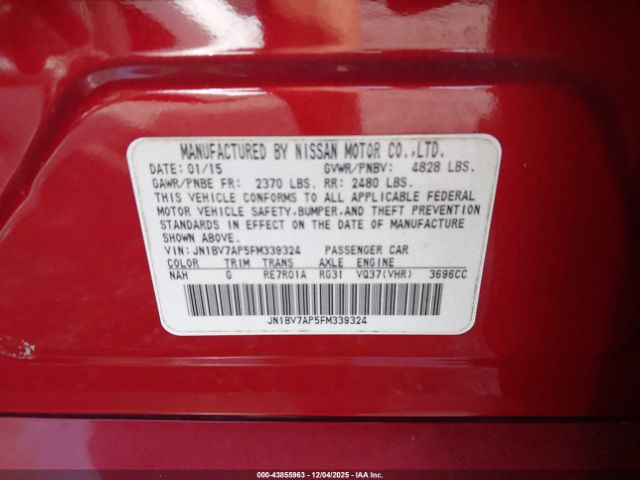 MANUFACTURED BY NISSAN MOTOR CO.,LTD.
DATE: 01/15 GVWR/PNBV: 4828 LBS.
GAWR/PNBE FR: 2370 LBS. RR: 2480 LBS.
THIS VEHICLE CONFORMS TO ALL APPLICABLE FEDERAL
MOTOR VEHICLE SAFETY,BUMPER,AND THEFT PREVENTION
STANDARDS IN EFFECT ON THE DATE OF MANUFACTURE
SHOWN ABOVE.
VIN: JN1BV7AP5FM339324 PASSENGER CAR
COLOR TRIM TRANS AXLE ENGINE
NAH G RE7R01A RG31 VQ37(VHR) 3696CC
JN1BV7AP5FM339324
000-43855963 - 12/04/2025 - IAA Inc.